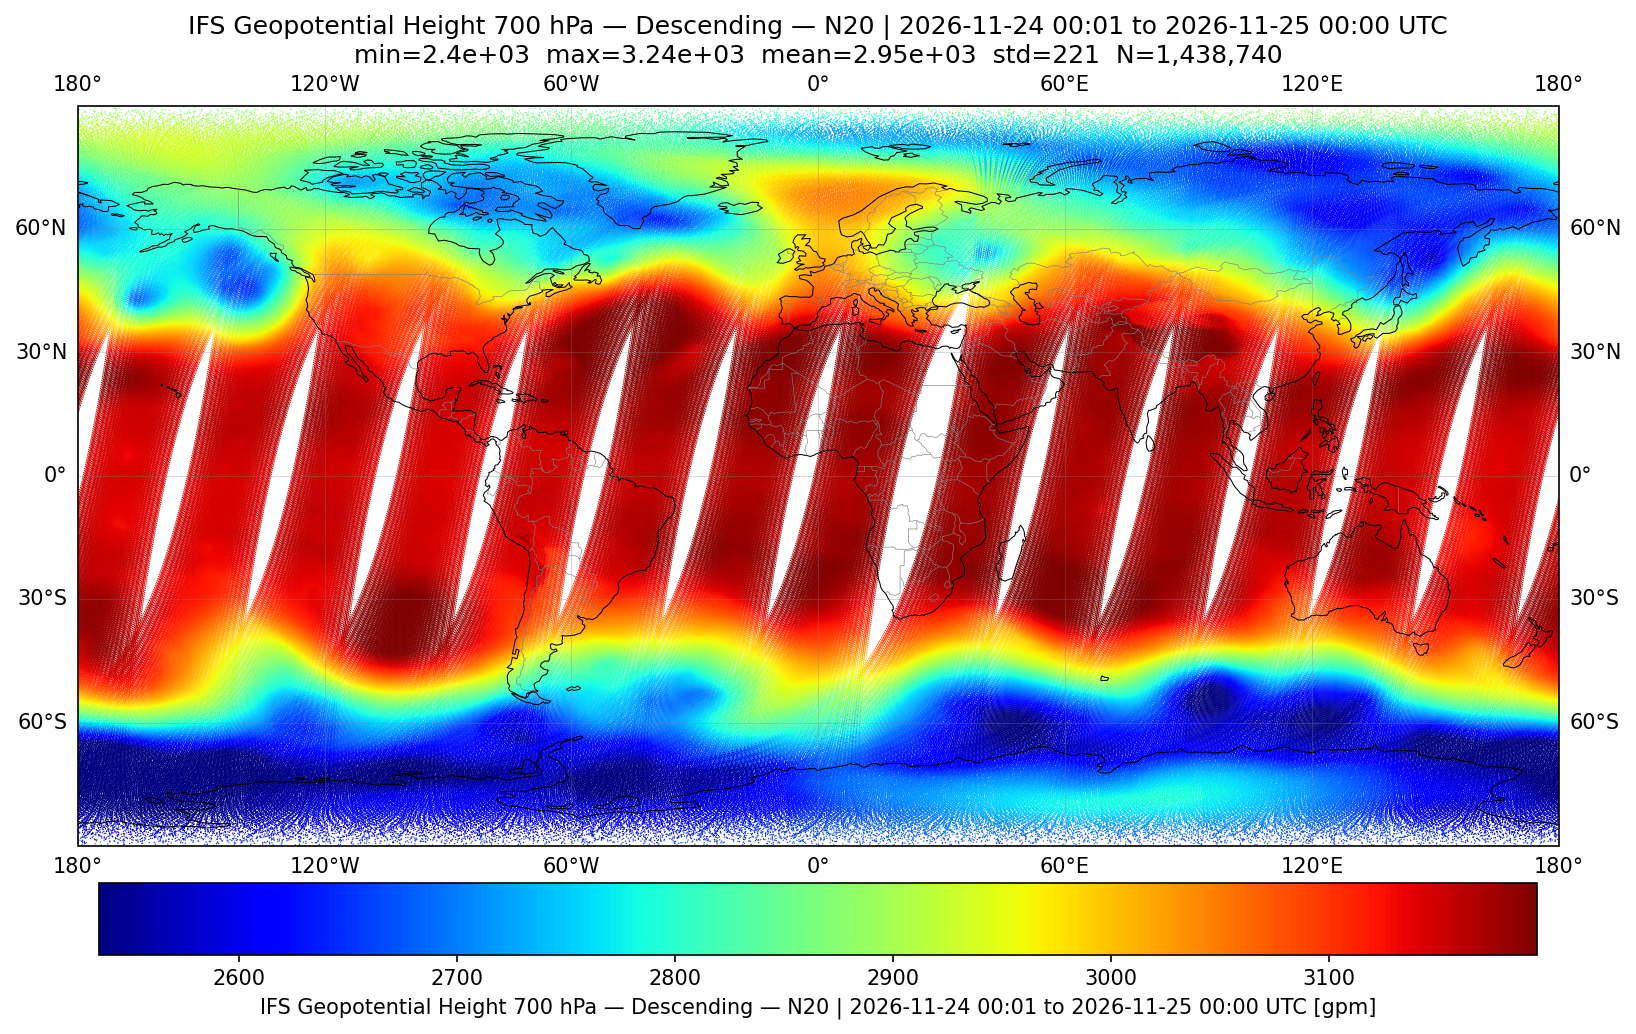 IFS Geopotential Height 700 hPa — Descending — N20 | 2026-11-24 00:01 to 2026-11-25 00:00 UTC
min=2.4e+03 max=3.24e+03 mean=2.95e+03 std=221 N=1,438,740
180° 120°W 60°W 0° 60°E 120°E 180°
60°N 60°N
30°N 30°N
0° 0°
30°S 30°S
60°S 60°S
180° 120°W 60°W 0° 60°E 120°E 180°
2600 2700 2800 2900 3000 3100
IFS Geopotential Height 700 hPa — Descending — N20 | 2026-11-24 00:01 to 2026-11-25 00:00 UTC [gpm]